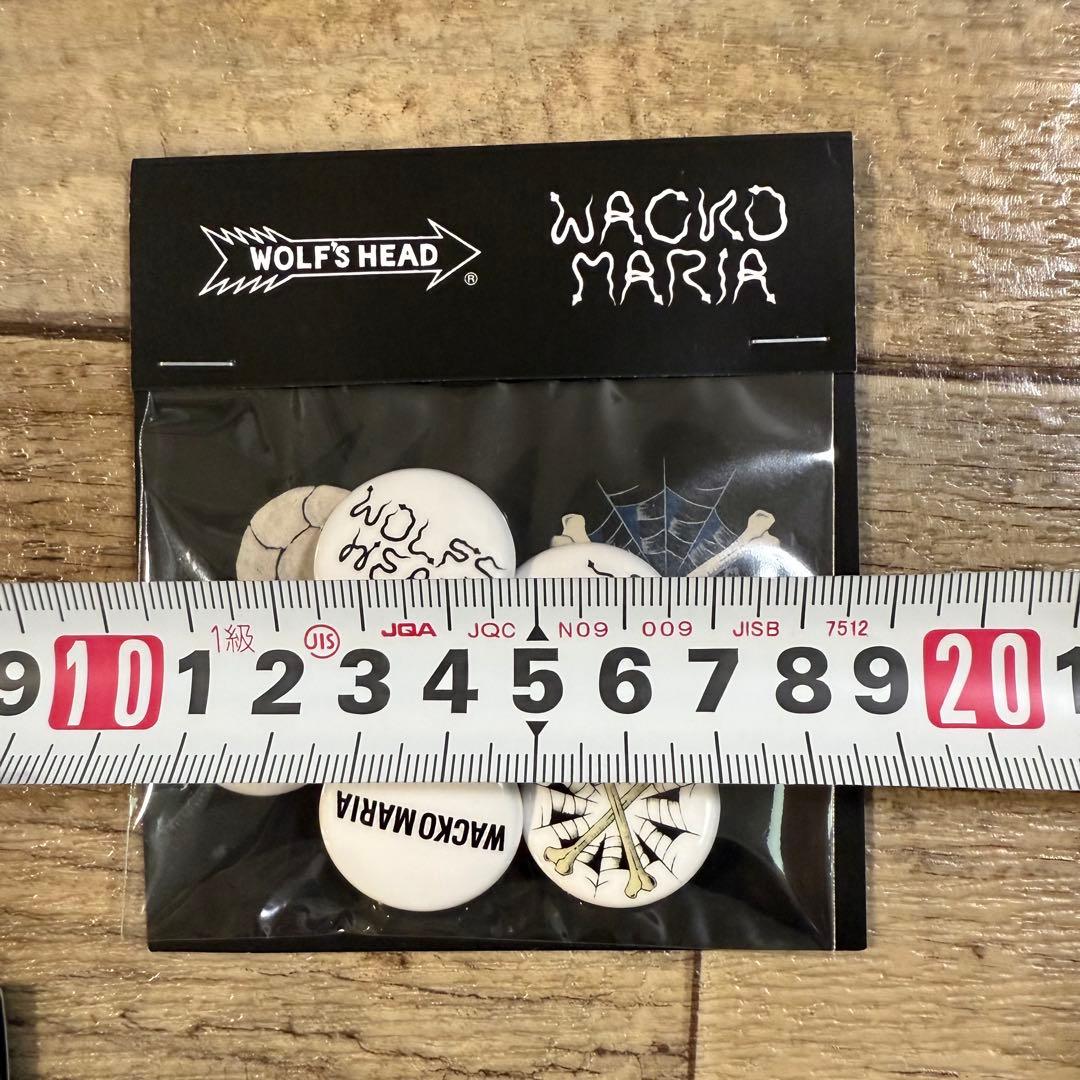 WOLF'S HEAD ®
WACKO
MARIA
WOLF
1級 JIS JQA JQC N09 009 JISB 7512
9 10 1 2 3 4 5 6 7 8 9 20 1
WACKO MARIA